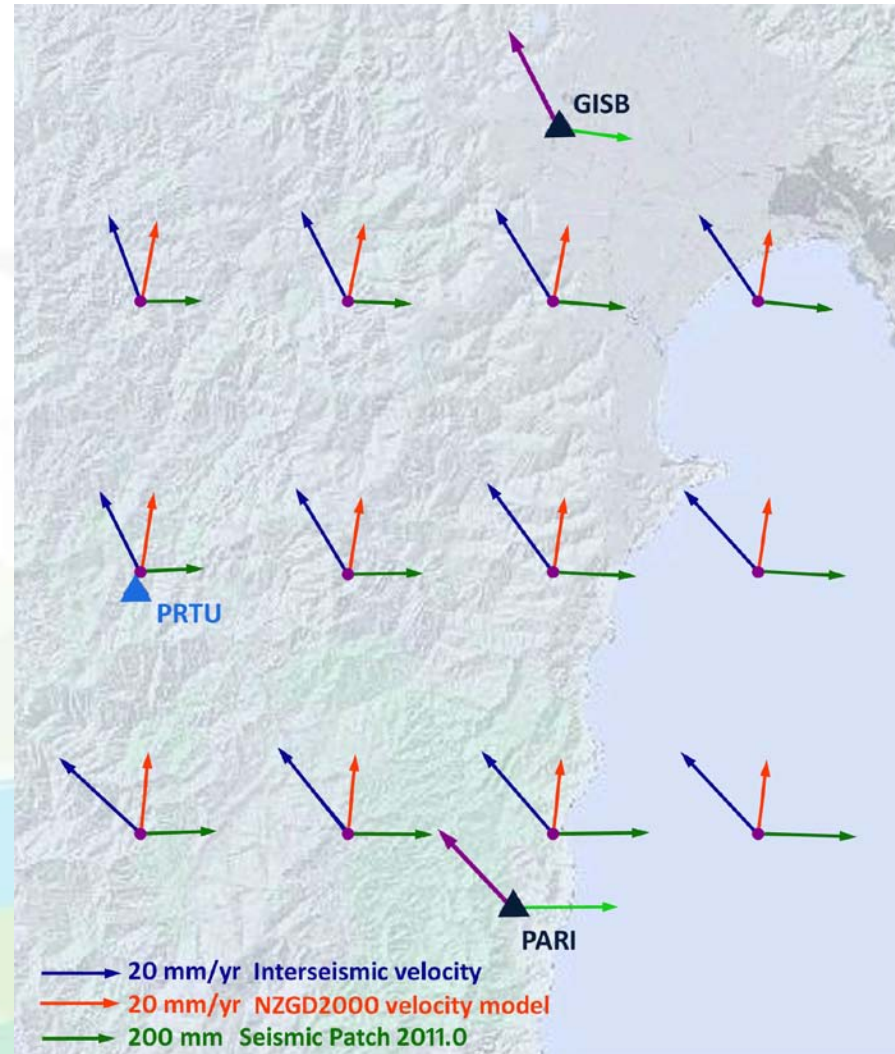 GISB
PRTU
PARI
20 mm/yr Interseismic velocity
20 mm/yr NZGD2000 velocity model
200 mm Seismic Patch 2011.0